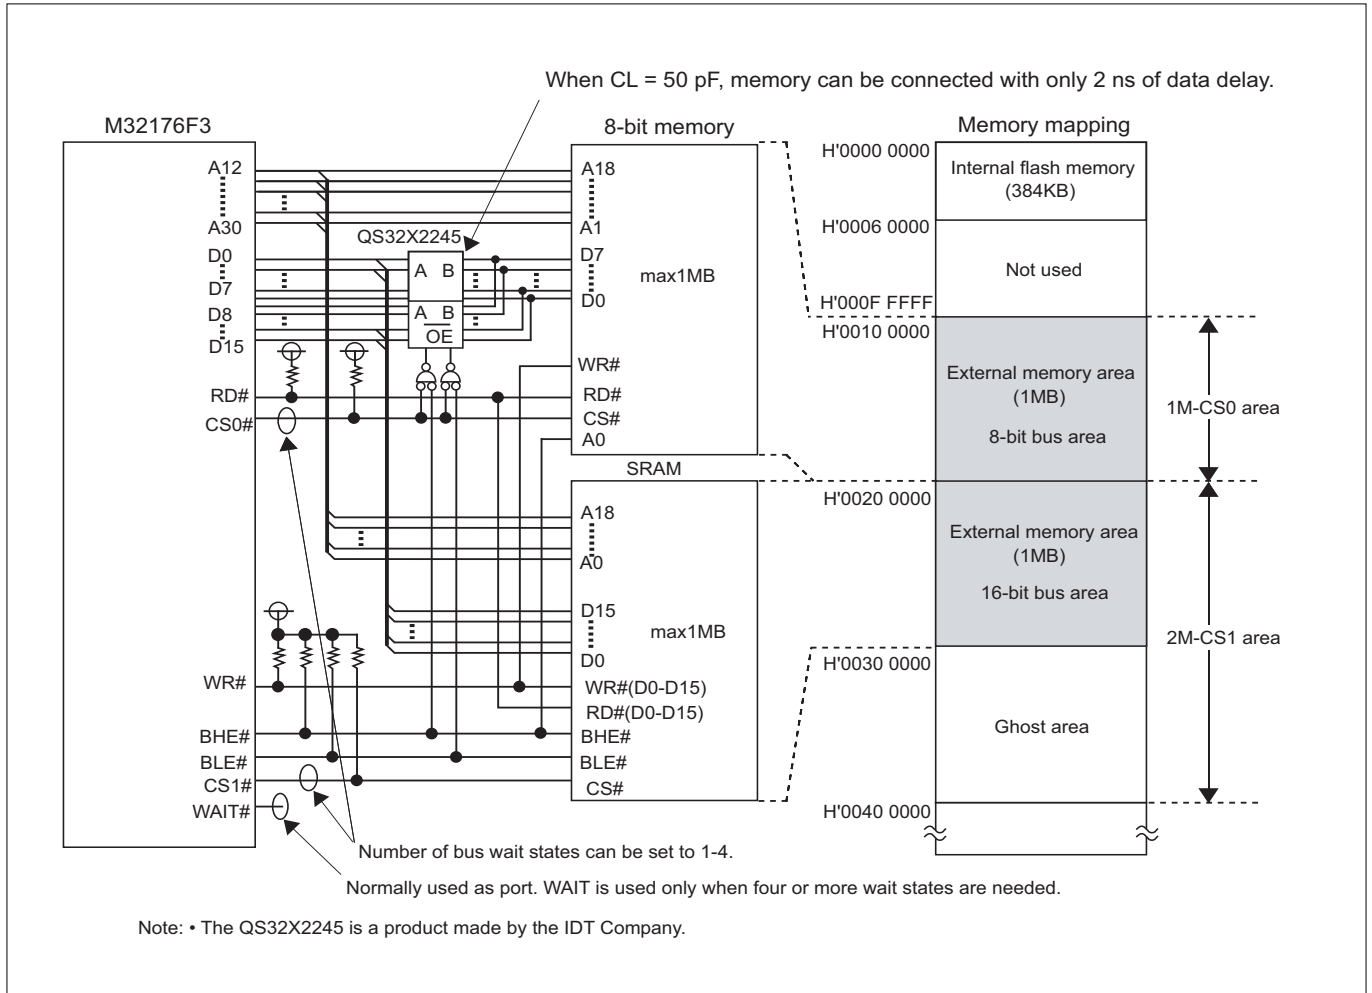 When CL = 50 pF, memory can be connected with only 2 ns of data delay.
M32176F3
8-bit memory
Memory mapping
A12
A30
D0
D7
D8
D15
RD#
CS0#
WR#
BHE#
BLE#
CS1#
WAIT#
QS32X2245
A B
A B
OE
A18
A1
D7
D0
max1MB
WR#
RD#
CS#
A0
SRAM
A18
A0
D15
D0
max1MB
WR#(D0-D15)
RD#(D0-D15)
BHE#
BLE#
CS#
H'0000 0000
Internal flash memory
(384KB)
H'0006 0000
Not used
H'000F FFFF
H'0010 0000
External memory area
(1MB)
8-bit bus area
1M-CS0 area
H'0020 0000
External memory area
(1MB)
16-bit bus area
2M-CS1 area
H'0030 0000
Ghost area
H'0040 0000
Number of bus wait states can be set to 1-4.
Normally used as port. WAIT is used only when four or more wait states are needed.
Note: • The QS32X2245 is a product made by the IDT Company.